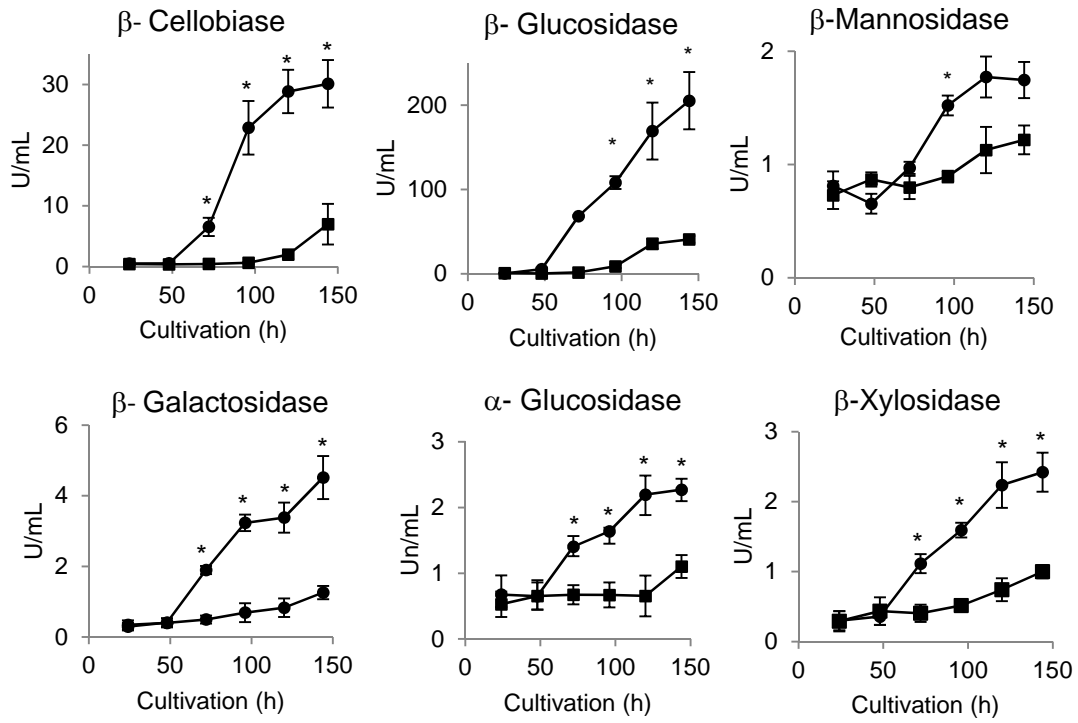 β- Cellobiase
30
20
10
0
U/mL
* * * *
0 50 100 150
Cultivation (h)
β- Glucosidase
200
100
0
U/mL
* * *
0 50 100 150
Cultivation (h)
β-Mannosidase
2
1
0
U/mL
*
0 50 100 150
Cultivation (h)
β- Galactosidase
6
4
2
0
U/mL
* * * *
0 50 100 150
Cultivation (h)
α- Glucosidase
3
2
1
0
Un/mL
* * * *
0 50 100 150
Cultivation (h)
β-Xylosidase
3
2
1
0
U/mL
* * * *
0 50 100 150
Cultivation (h)